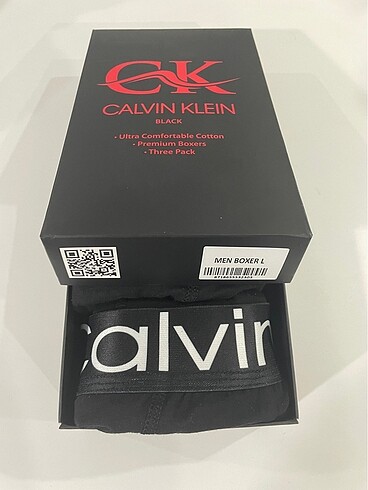 CK
CALVIN KLEIN
BLACK
• Ultra Comfortable Cotton
• Premium Boxers
• Three Pack
MEN BOXER L
calvin